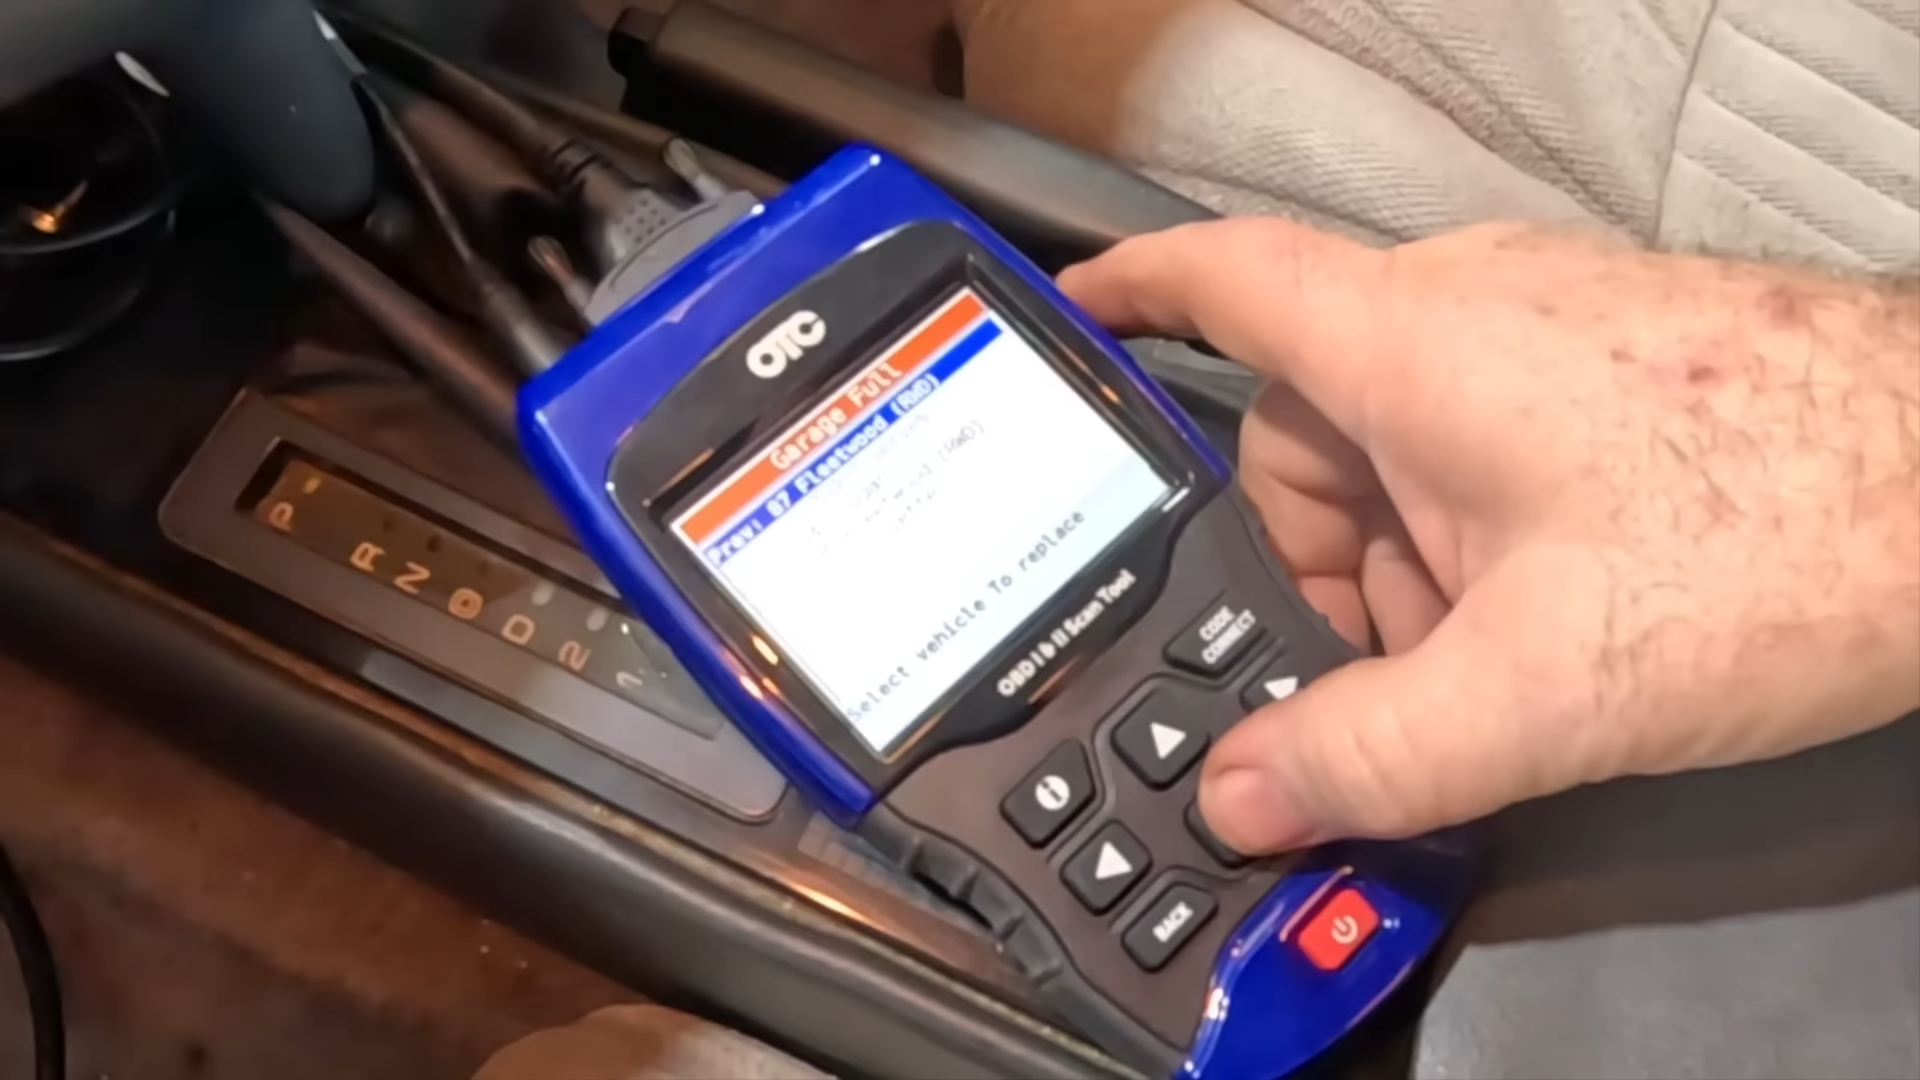 OTC
Garage Full
Prev: 87 Fleetwood (RWD)
Select vehicle To replace
OBD I & II Scan Tool
CODE
CONNECT
i
BACK
P R N D D 2 1